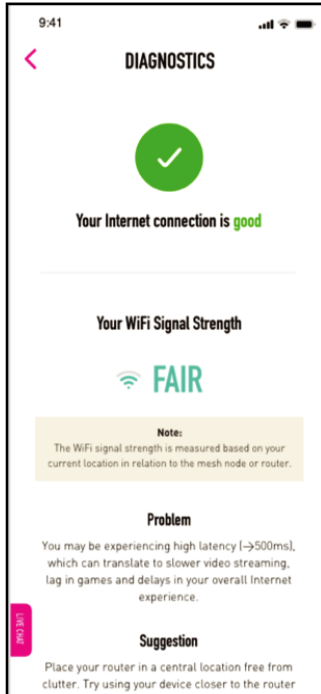 9:41
DIAGNOSTICS
Your Internet connection is good
Your WiFi Signal Strength
FAIR
Note:
The WiFi signal strength is measured based on your
current location in relation to the mesh node or router.
Problem
You may be experiencing high latency (→500ms),
which can translate to slower video streaming,
lag in games and delays in your overall Internet
experience.
LIVE CHAT
Suggestion
Place your router in a central location free from
clutter. Try using your device closer to the router